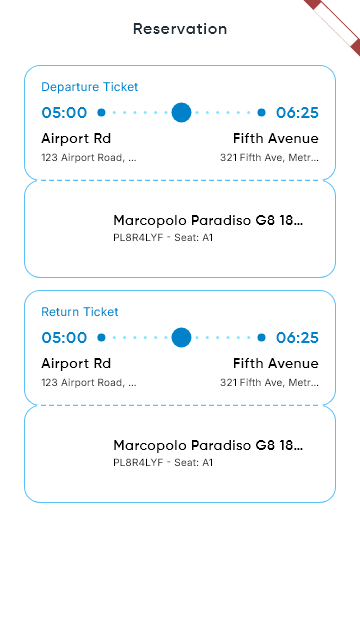 Reservation
Departure Ticket
05:00 06:25
Airport Rd Fifth Avenue
123 Airport Road, ... 321 Fifth Ave, Metr...
Marcopolo Paradiso G8 18...
PL8R4LYF - Seat: A1
Return Ticket
05:00 06:25
Airport Rd Fifth Avenue
123 Airport Road, ... 321 Fifth Ave, Metr...
Marcopolo Paradiso G8 18...
PL8R4LYF - Seat: A1